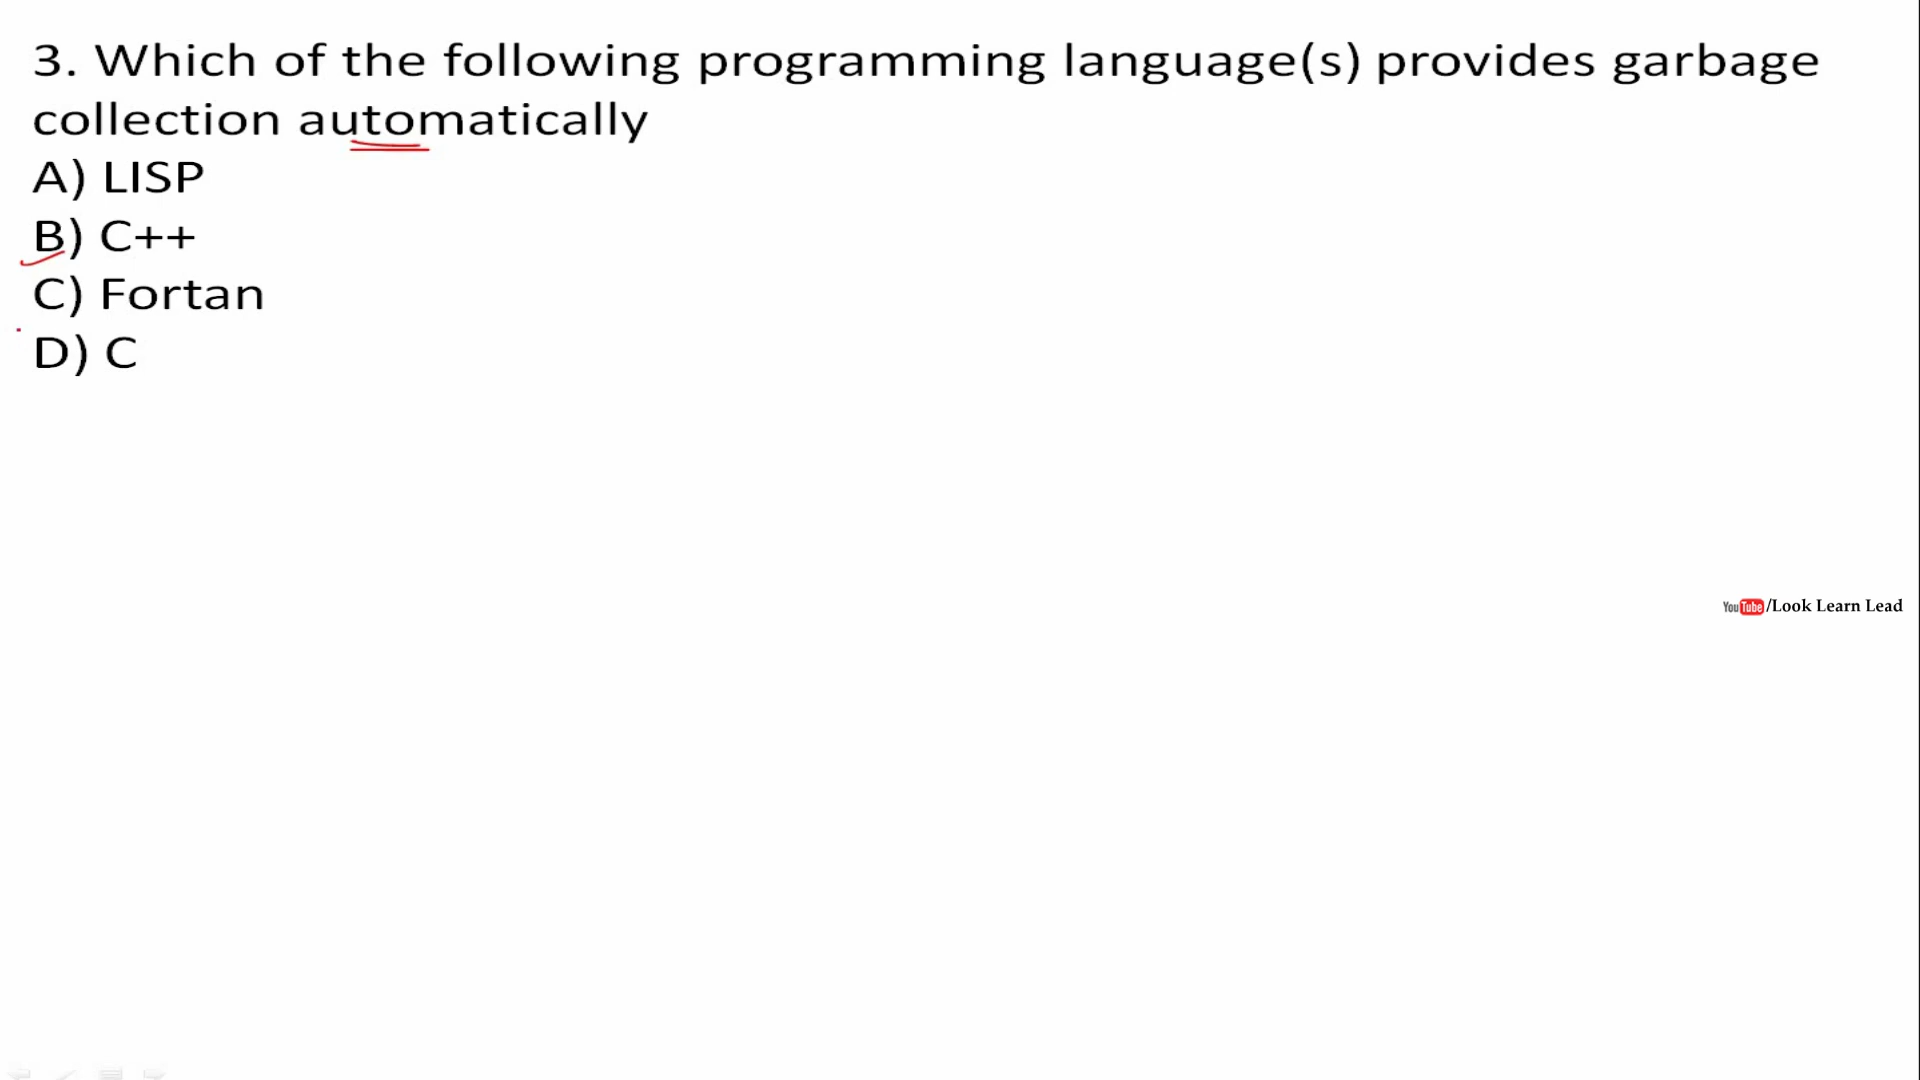 3. Which of the following programming language(s) provides garbage
collection automatically
A) LISP
B) C++
C) Fortan
D) C
YouTube/Look Learn Lead